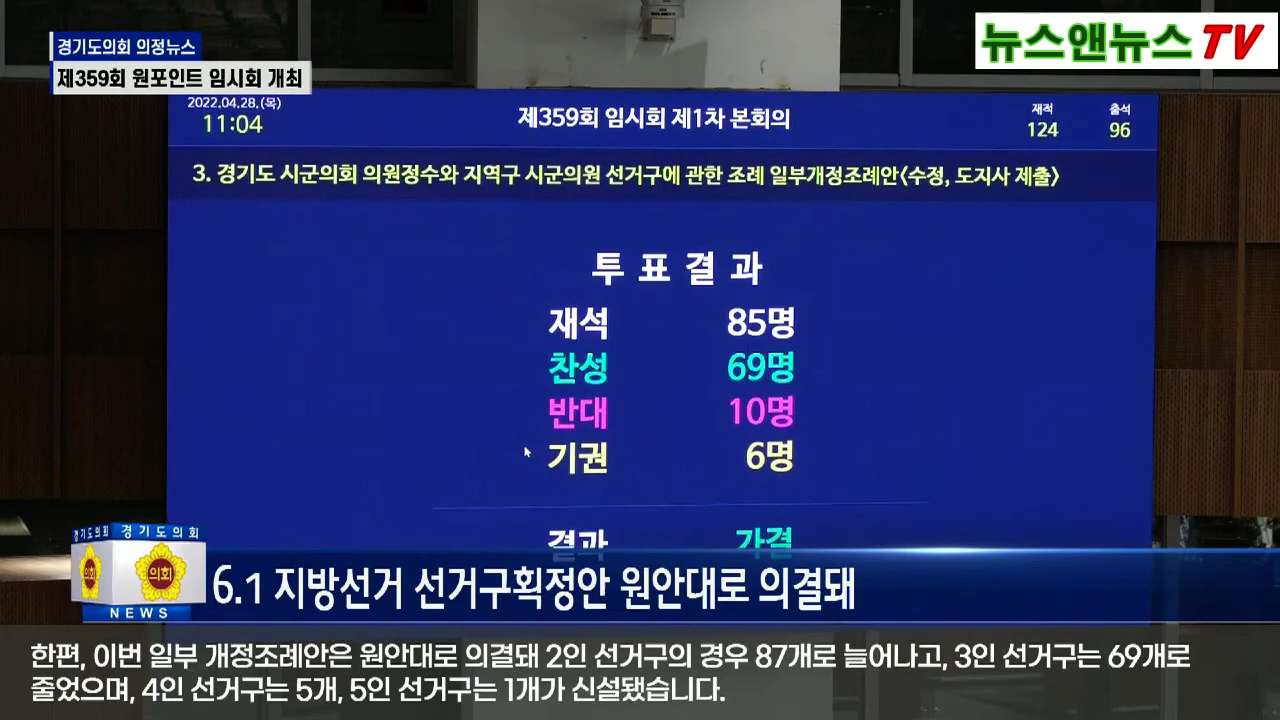 경기도의회 의정뉴스
제359회 원포인트 임시회 개최
뉴스앤뉴스 TV
2022.04.28.(목)
11:04
제359회 임시회 제1차 본회의
재적 출석
124 96
3. 경기도 시군의회 의원정수와 지역구 시군의원 선거구에 관한 조례 일부개정조례안<수정, 도지사 제출>
투표결과
재석 85명
찬성 69명
반대 10명
기권 6명
결과 가결
경기도의회 경기도의회
의회 의회
NEWS
6.1 지방선거 선거구획정안 원안대로 의결돼
한편, 이번 일부 개정조례안은 원안대로 의결돼 2인 선거구의 경우 87개로 늘어나고, 3인 선거구는 69개로
줄었으며, 4인 선거구는 5개, 5인 선거구는 1개가 신설됐습니다.